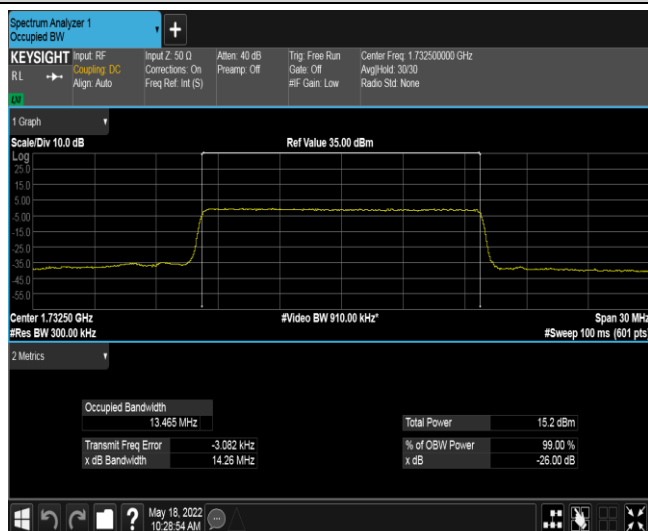 Spectrum Analyzer 1
Occupied BW
KEYSIGHT
RL
LXI
Input: RF
Coupling: DC
Align: Auto
Input Z: 50 Ω
Corrections: On
Freq Ref: Int (S)
Atten: 40 dB
Preamp: Off
Trig: Free Run
Gate: Off
#IF Gain: Low
Center Freq: 1.732500000 GHz
Avg|Hold: 30/30
Radio Std: None
1 Graph
Scale/Div 10.0 dB
Ref Value 35.00 dBm
Log
25.0
15.0
5.00
-5.00
-15.0
-25.0
-35.0
-45.0
-55.0
Center 1.73250 GHz
#Video BW 910.00 kHz*
Span 30 MHz
#Res BW 300.00 kHz
#Sweep 100 ms (601 pts)
2 Metrics
Occupied Bandwidth
13.465 MHz
Total Power 15.2 dBm
Transmit Freq Error -3.082 kHz
% of OBW Power 99.00 %
x dB Bandwidth 14.26 MHz
x dB -26.00 dB
?
May 18, 2022
10:28:54 AM